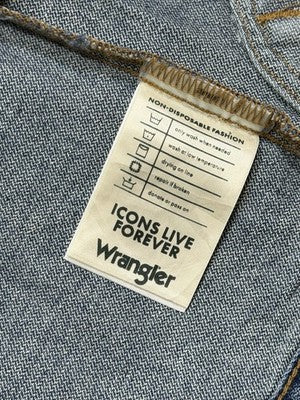 NON-DISPOSABLE FASHION
only wash when needed
wash at low temperature
drying on line
repair if broken
donate or pass on
ICONS LIVE
FOREVER
Wrangler